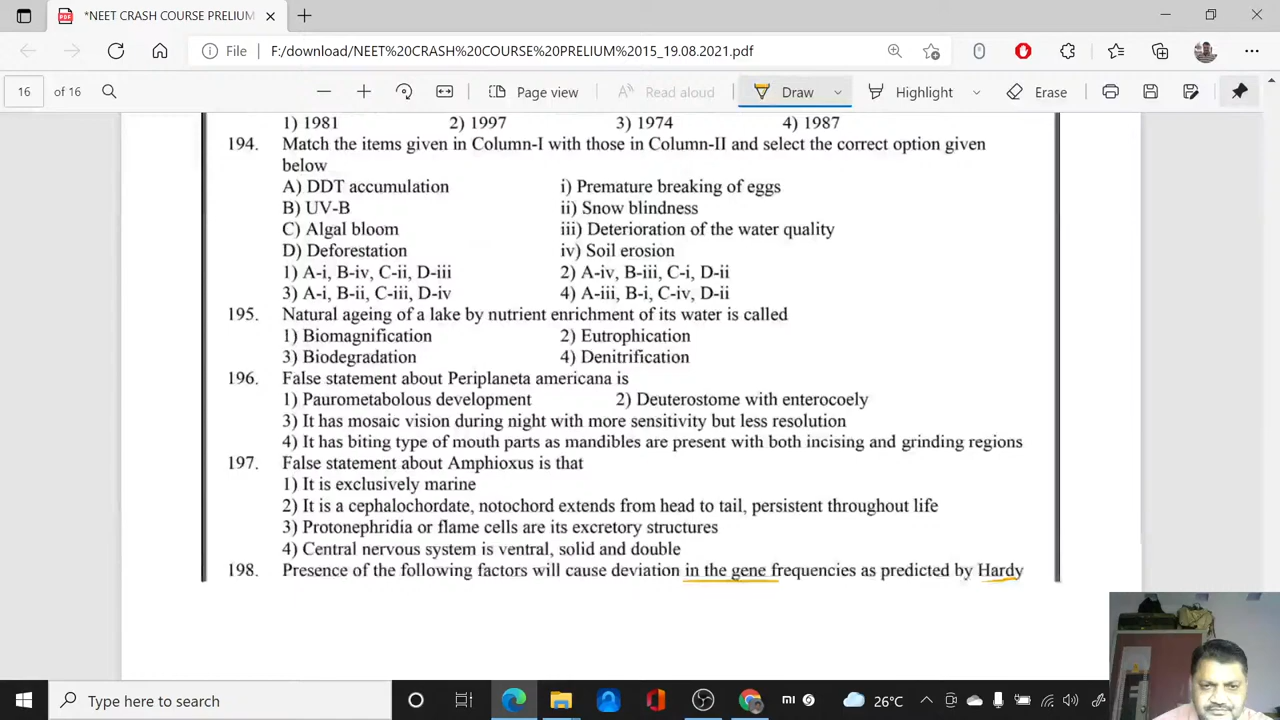 *NEET CRASH COURSE PRELIUM
File F:/download/NEET%20CRASH%20COURSE%20PRELIUM%2015_19.08.2021.pdf
16 of 16 Page view Read aloud Draw Highlight Erase
1) 1981 2) 1997 3) 1974 4) 1987
194. Match the items given in Column-I with those in Column-II and select the correct option given
below
A) DDT accumulation i) Premature breaking of eggs
B) UV-B ii) Snow blindness
C) Algal bloom iii) Deterioration of the water quality
D) Deforestation iv) Soil erosion
1) A-i, B-iv, C-ii, D-iii 2) A-iv, B-iii, C-i, D-ii
3) A-i, B-ii, C-iii, D-iv 4) A-iii, B-i, C-iv, D-ii
195. Natural ageing of a lake by nutrient enrichment of its water is called
1) Biomagnification 2) Eutrophication
3) Biodegradation 4) Denitrification
196. False statement about Periplaneta americana is
1) Paurometabolous development 2) Deuterostome with enterocoely
3) It has mosaic vision during night with more sensitivity but less resolution
4) It has biting type of mouth parts as mandibles are present with both incising and grinding regions
197. False statement about Amphioxus is that
1) It is exclusively marine
2) It is a cephalochordate, notochord extends from head to tail, persistent throughout life
3) Protonephridia or flame cells are its excretory structures
4) Central nervous system is ventral, solid and double
198. Presence of the following factors will cause deviation in the gene frequencies as predicted by Hardy
Type here to search
mi
26°C